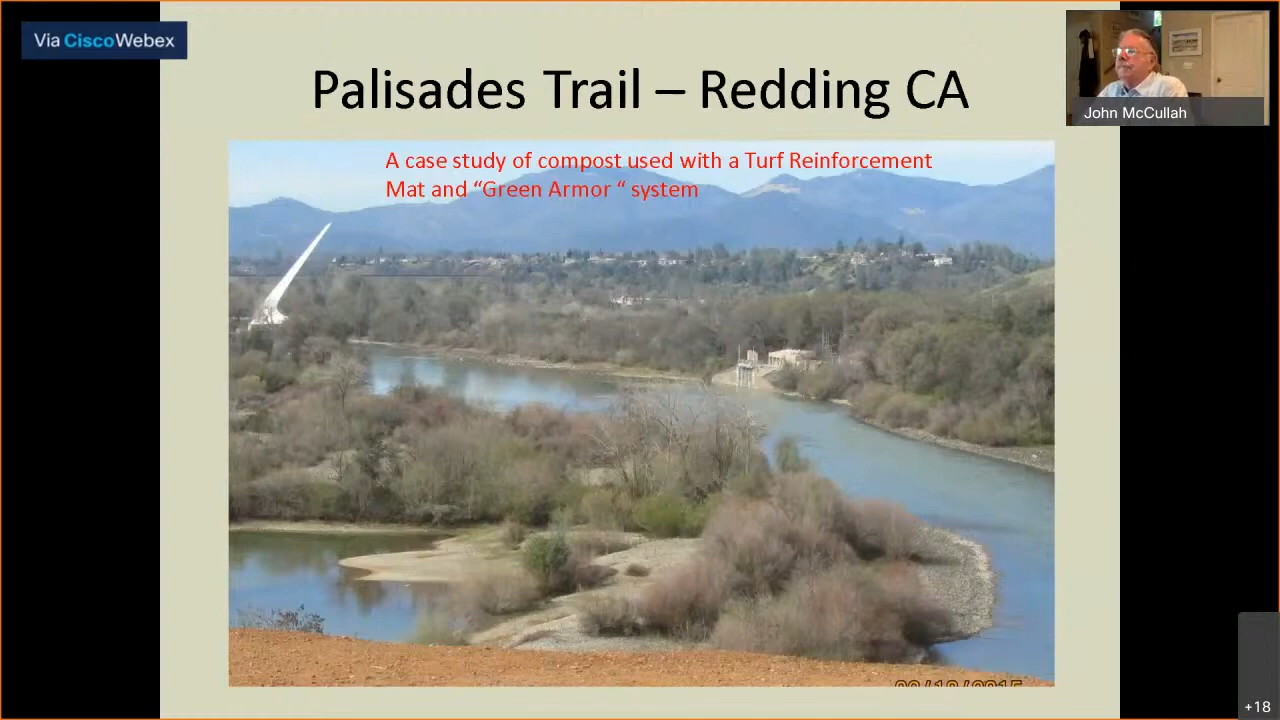 Via CiscoWebex
Palisades Trail – Redding CA
John McCullah
A case study of compost used with a Turf Reinforcement
Mat and “Green Armor “ system
+18